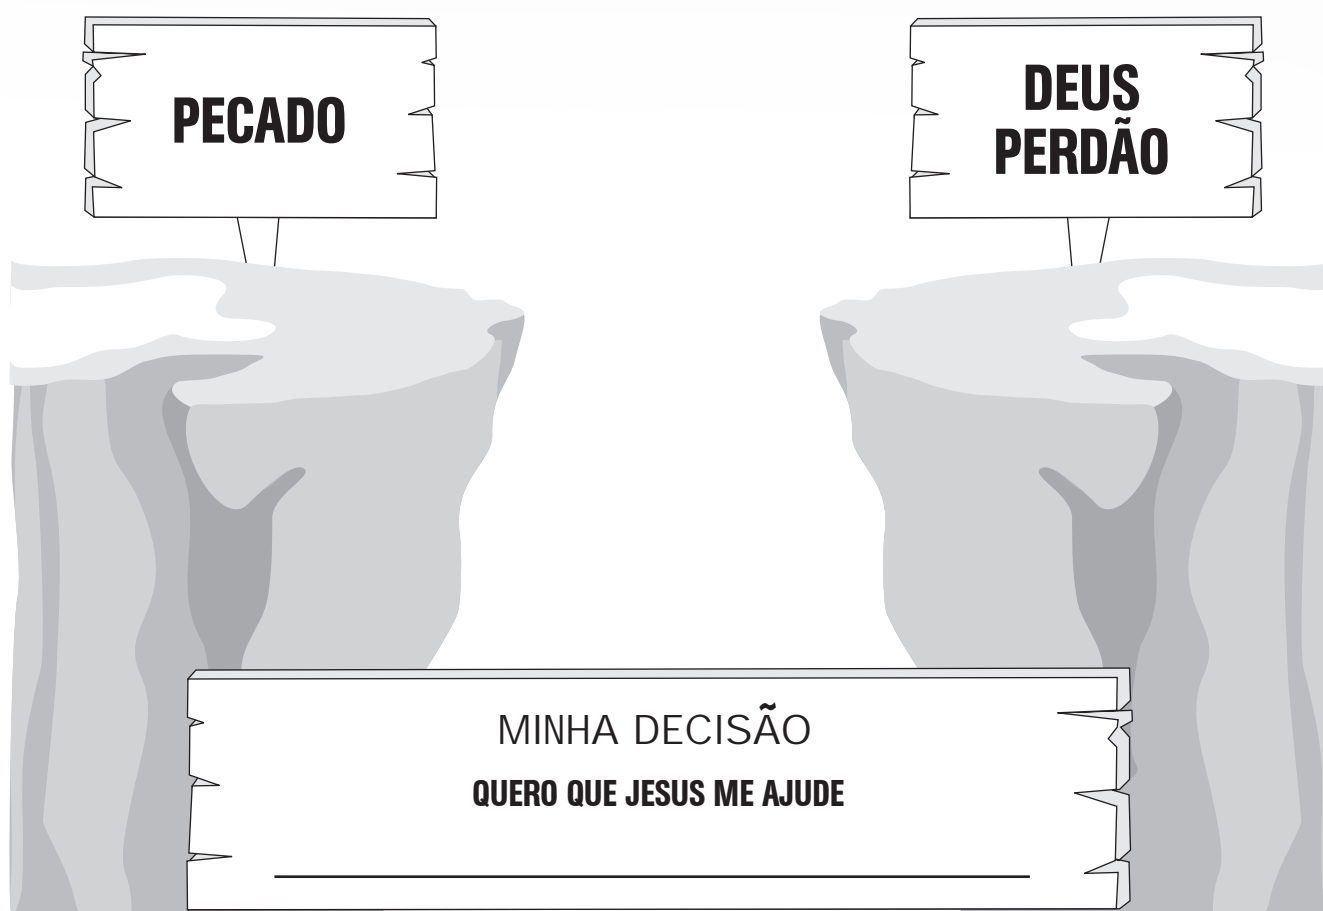 PECADO
DEUS
PERDÃO
MINHA DECISÃO
QUERO QUE JESUS ME AJUDE